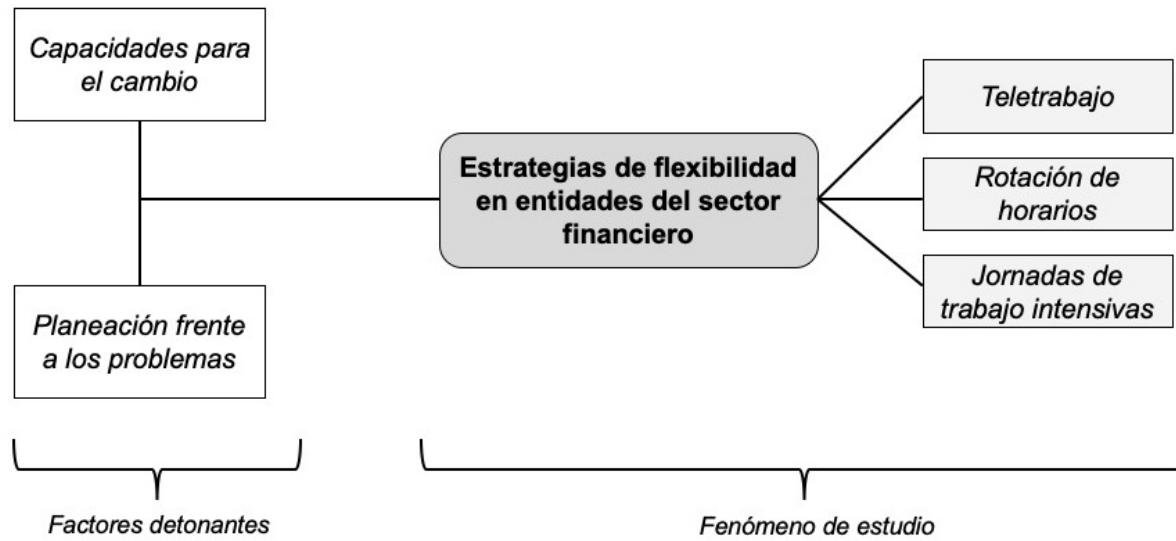 Capacidades para
el cambio
Planeación frente
a los problemas
Estrategias de flexibilidad
en entidades del sector
financiero
Teletrabajo
Rotación de
horarios
Jornadas de
trabajo intensivas
Factores detonantes
Fenómeno de estudio